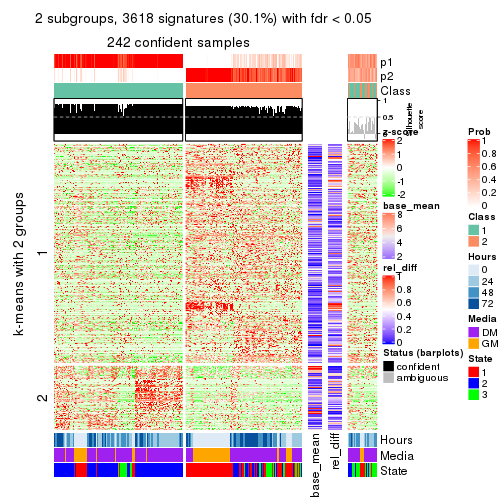 2 subgroups, 3618 signatures (30.1%) with fdr < 0.05
242 confident samples
p1
p2
Class
1
0.5
0
silhouette
score
k-means with 2 groups
1
2
Hours
Media
State
base_mean
rel_diff
z-score
2
1
0
-1
-2
base_mean
8
6
4
2
rel_diff
1
0.8
0.6
0.4
0.2
0
Status (barplots)
confident
ambiguous
Prob
1
0.8
0.6
0.4
0.2
0
Class
1
2
Hours
0
24
48
72
Media
DM
GM
State
1
2
3